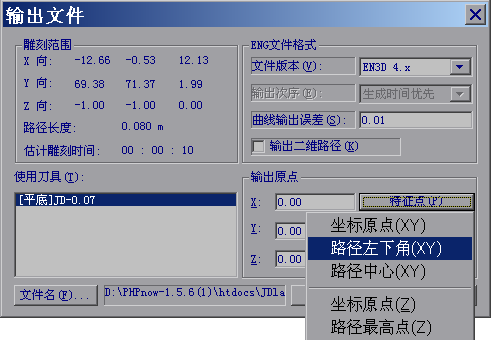 输出文件
雕刻范围
X 向: -12.66 -0.53 12.13
Y 向: 69.38 71.37 1.99
Z 向: -1.00 -1.00 0.00
路径长度: 0.080 m
估计雕刻时间: 00 : 00 : 10
ENG文件格式
文件版本(V): EN3D 4.x
输出次序(E): 生成时间优先
曲线输出误差(S): 0.01
输出二维路径(K)
使用刀具(T):
[平底]JD-0.07
输出原点
X: 0.00 特征点(P)
Y: 0.00
Z: 0.00
坐标原点(XY)
路径左下角(XY)
路径中心(XY)
坐标原点(Z)
路径最高点(Z)
文件名(F)... D:\PHPnow-1.5.6(1)\htdocs\JDla